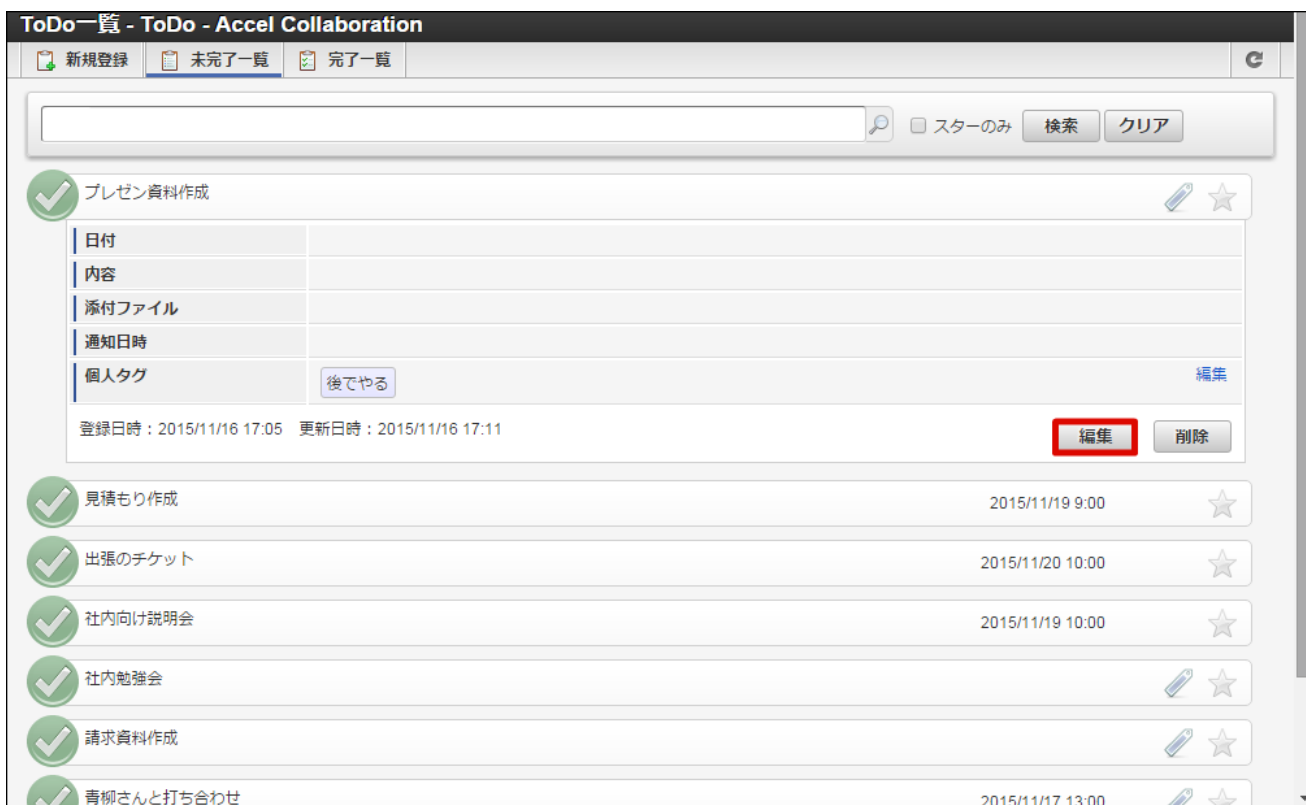 ToDo一覧 - ToDo - Accel Collaboration
新規登録 未完了一覧 完了一覧
スターのみ 検索 クリア
プレゼン資料作成
日付
内容
添付ファイル
通知日時
個人タグ 後でやる 編集
登録日時：2015/11/16 17:05 更新日時：2015/11/16 17:11 編集 削除
見積もり作成 2015/11/19 9:00
出張のチケット 2015/11/20 10:00
社内向け説明会 2015/11/19 10:00
社内勉強会
請求資料作成
青柳さんと打ち合わせ 2015/11/17 13:00